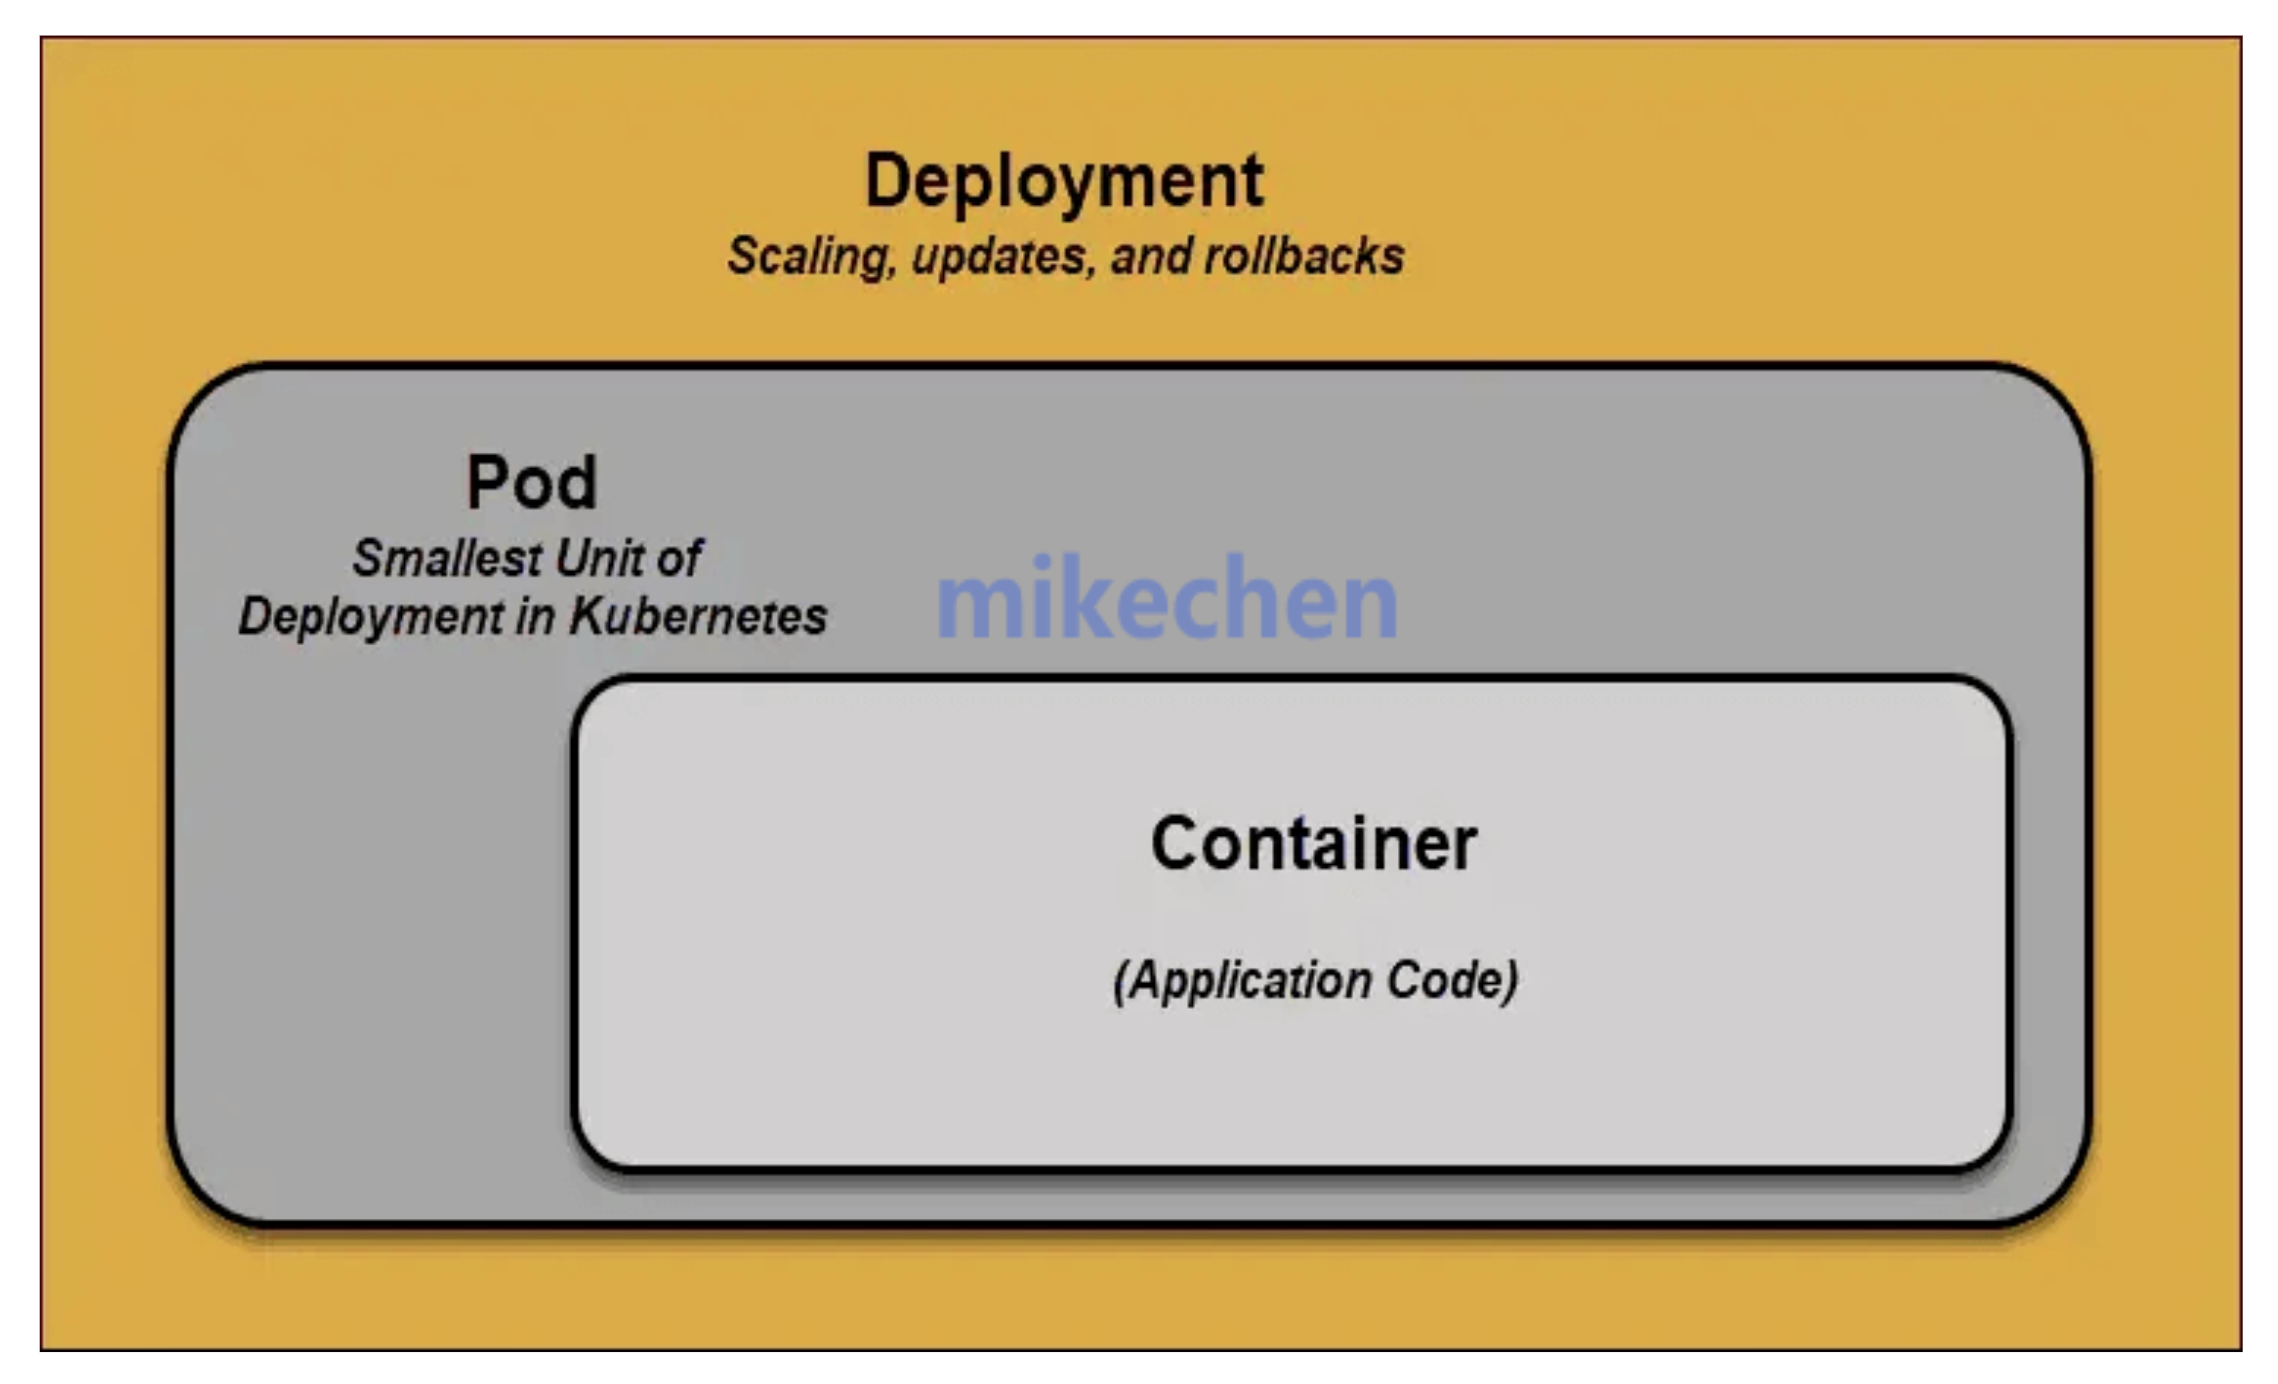 Deployment
Scaling, updates, and rollbacks
Pod
Smallest Unit of
Deployment in Kubernetes
mikechen
Container
(Application Code)